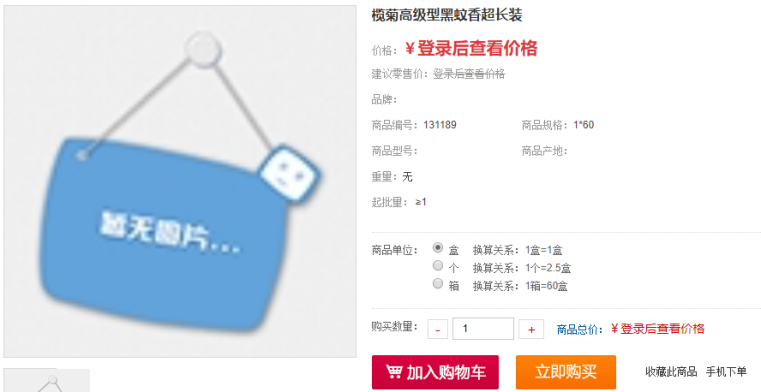 榄菊高级型黑蚊香超长装
价格：￥登录后查看价格
建议零售价：登录后查看价格
品牌：
商品编号：131189 商品规格：1*60
商品型号： 商品产地：
重量：无
起批量：≥1
暂无图片...
商品单位： 盒 换算关系：1盒=1盒
个 换算关系：1个=2.5盒
箱 换算关系：1箱=60盒
购买数量： - 1 + 商品总价：￥登录后查看价格
加入购物车 立即购买 收藏此商品 手机下单